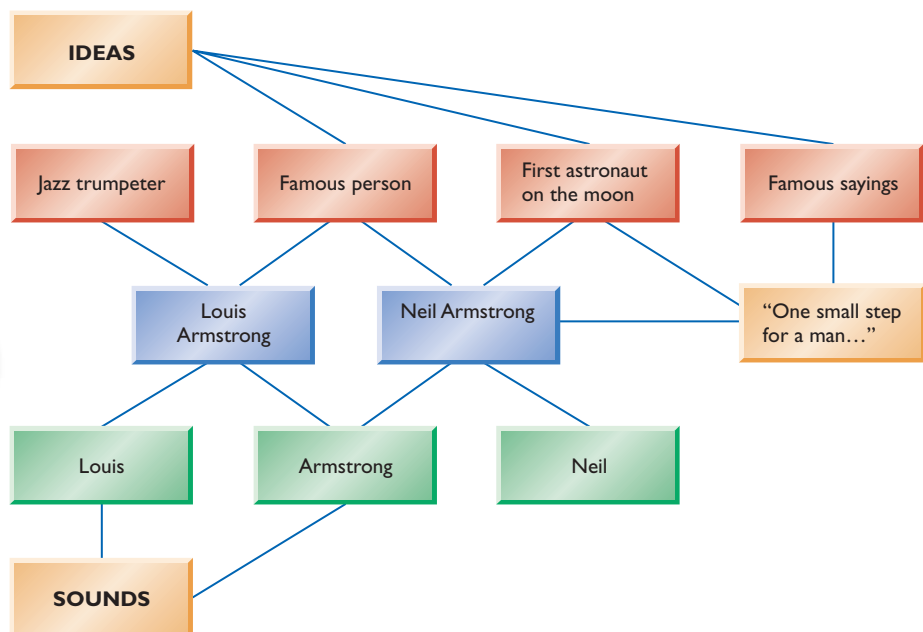 IDEAS
Jazz trumpeter
Famous person
First astronaut
on the moon
Famous sayings
Louis
Armstrong
Neil Armstrong
“One small step
for a man…”
Louis
Armstrong
Neil
SOUNDS